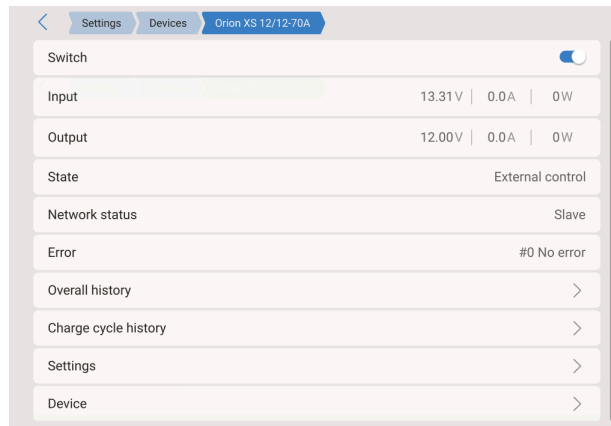 Settings Devices Orion XS 12/12-70A
Switch
Input 13.31V 0.0A 0W
Output 12.00V 0.0A 0W
State External control
Network status Slave
Error #0 No error
Overall history
Charge cycle history
Settings
Device